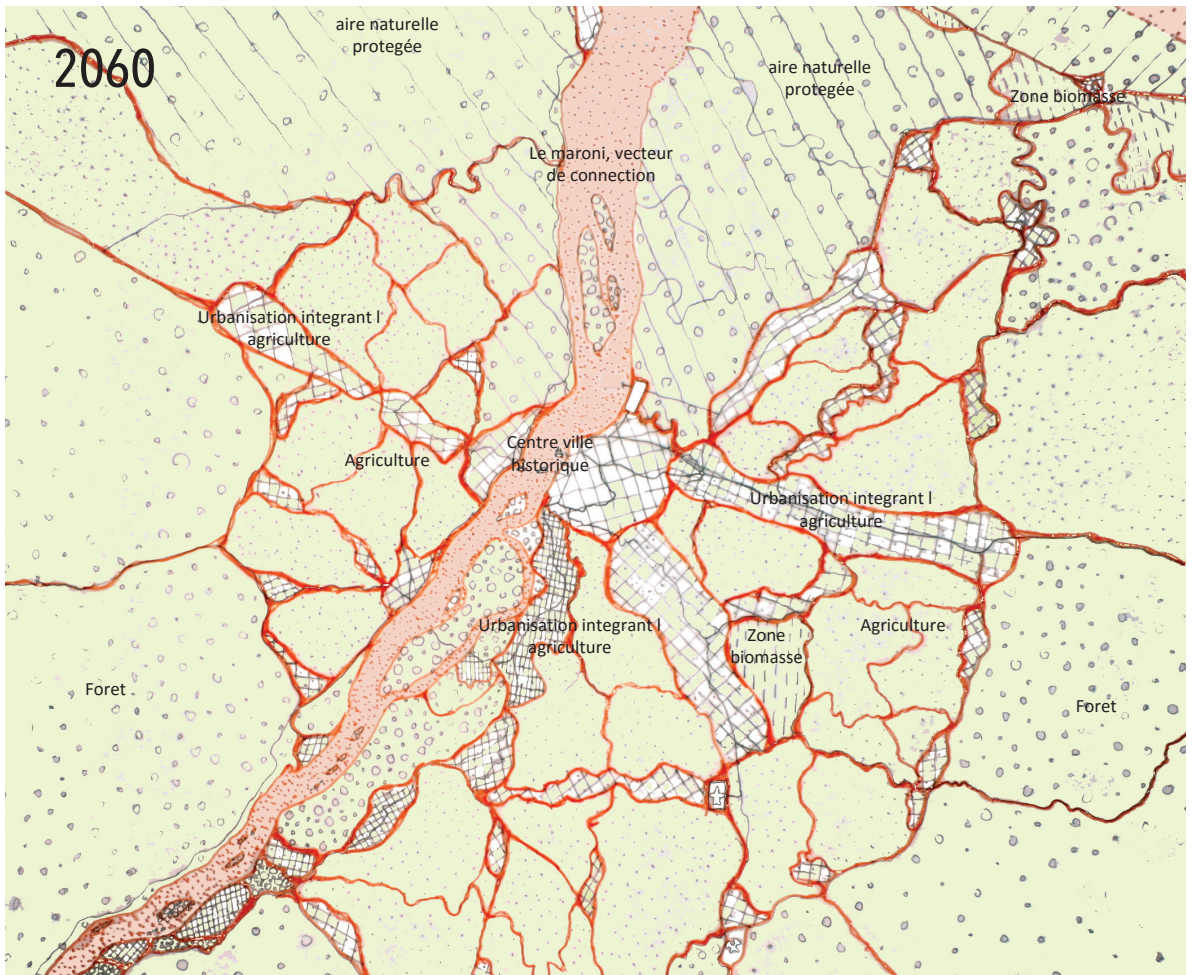 2060
aire naturelle
protegée
aire naturelle
protegée
Zone biomasse
Le maroni, vecteur
de connection
Urbanisation integrant l
agriculture
Centre ville
historique
Agriculture
Urbanisation integrant l
agriculture
Urbanisation integrant l
agriculture
Zone
biomasse
Agriculture
Foret
Foret